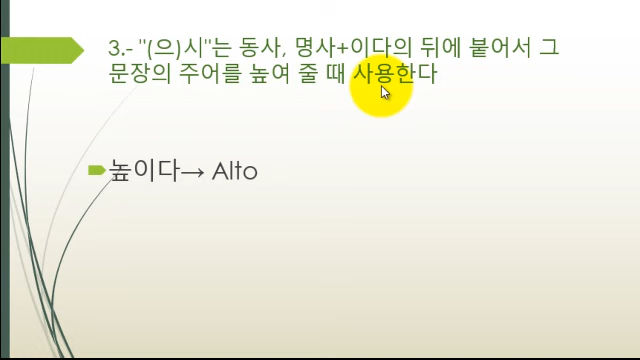 3.- "(으)시"는 동사, 명사+이다의 뒤에 붙어서 그
문장의 주어를 높여 줄 때 사용한다
높이다→ Alto